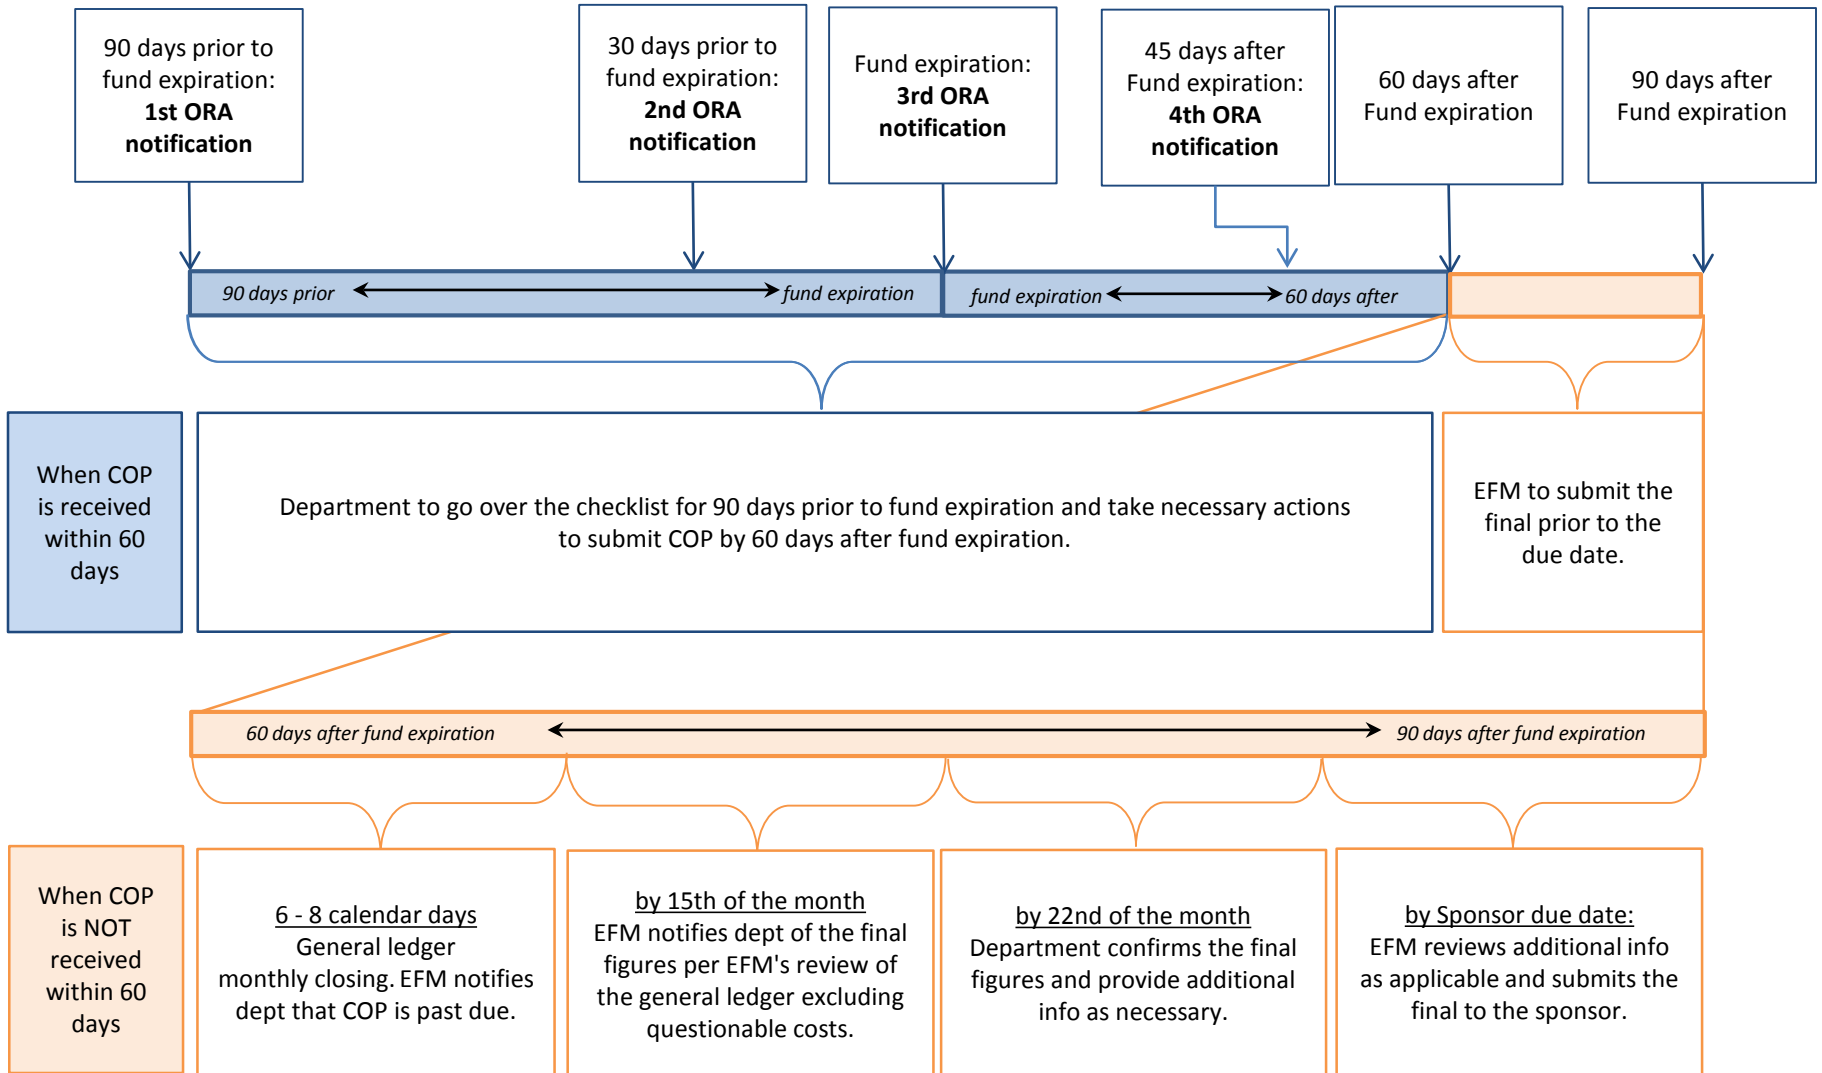 90 days prior to
fund expiration:
1st ORA
notification
30 days prior to
fund expiration:
2nd ORA
notification
Fund expiration:
3rd ORA
notification
45 days after
Fund expiration:
4th ORA
notification
60 days after
Fund expiration
90 days after
Fund expiration
90 days prior
fund expiration
fund expiration
60 days after
When COP
is received
within 60
days
Department to go over the checklist for 90 days prior to fund expiration and take necessary actions
to submit COP by 60 days after fund expiration.
EFM to submit the
final prior to the
due date.
60 days after fund expiration
90 days after fund expiration
When COP
is NOT
received
within 60
days
6 - 8 calendar days
General ledger
monthly closing. EFM notifies
dept that COP is past due.
by 15th of the month
EFM notifies dept of the final
figures per EFM's review of
the general ledger excluding
questionable costs.
by 22nd of the month
Department confirms the final
figures and provide additional
info as necessary.
by Sponsor due date:
EFM reviews additional info
as applicable and submits the
final to the sponsor.